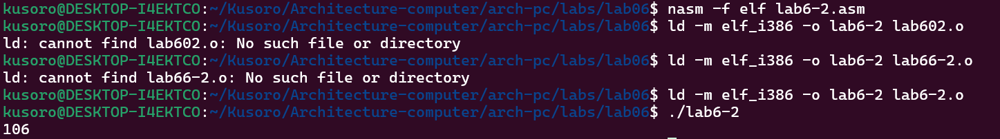 kusoro@DESKTOP-I4EKTCO:~/Kusoro/Architecture-computer/arch-pc/labs/lab06$ nasm -f elf lab6-2.asm
kusoro@DESKTOP-I4EKTCO:~/Kusoro/Architecture-computer/arch-pc/labs/lab06$ ld -m elf_i386 -o lab6-2 lab602.o
ld: cannot find lab602.o: No such file or directory
kusoro@DESKTOP-I4EKTCO:~/Kusoro/Architecture-computer/arch-pc/labs/lab06$ ld -m elf_i386 -o lab6-2 lab66-2.o
ld: cannot find lab66-2.o: No such file or directory
kusoro@DESKTOP-I4EKTCO:~/Kusoro/Architecture-computer/arch-pc/labs/lab06$ ld -m elf_i386 -o lab6-2 lab6-2.o
kusoro@DESKTOP-I4EKTCO:~/Kusoro/Architecture-computer/arch-pc/labs/lab06$ ./lab6-2
106